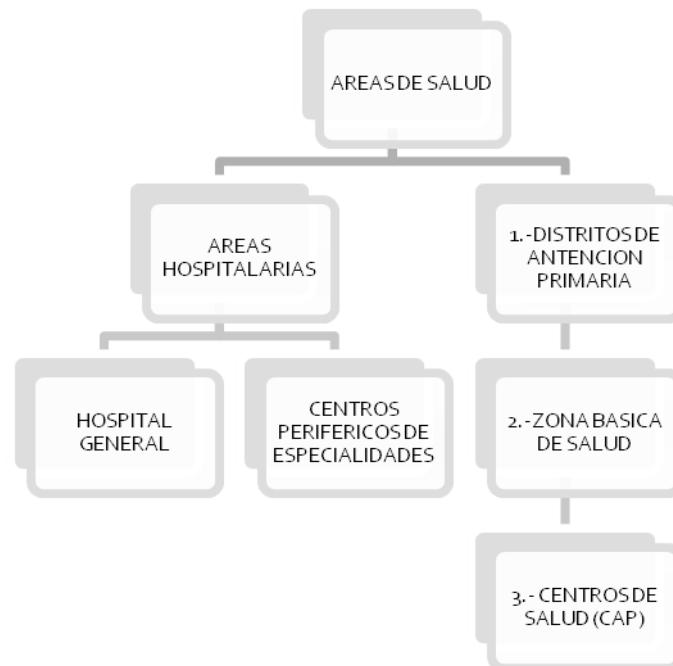 AREAS DE SALUD
AREAS
HOSPITALARIAS
1.-DISTRITOS DE
ANTENCION
PRIMARIA
HOSPITAL
GENERAL
CENTROS
PERIFERICOS DE
ESPECIALIDADES
2.-ZONA BASICA
DE SALUD
3.- CENTROS DE
SALUD (CAP)